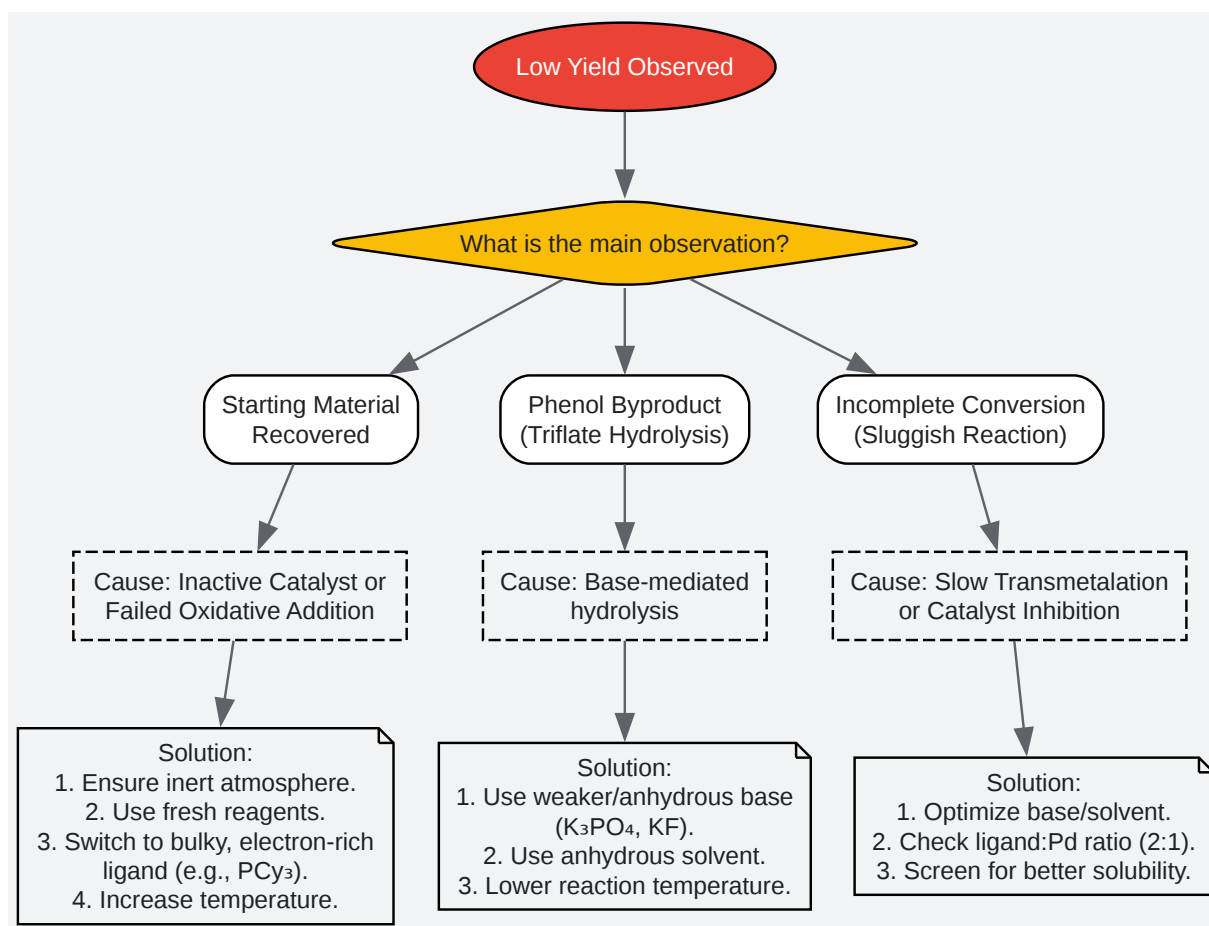 Low Yield Observed
What is the main observation?
Starting Material
Recovered
Phenol Byproduct
(Triflate Hydrolysis)
Incomplete Conversion
(Sluggish Reaction)
Cause: Inactive Catalyst or
Failed Oxidative Addition
Cause: Base-mediated
hydrolysis
Cause: Slow Transmetalation
or Catalyst Inhibition
Solution:
1. Ensure inert atmosphere.
2. Use fresh reagents.
3. Switch to bulky, electron-rich
ligand (e.g., PCy₃).
4. Increase temperature.
Solution:
1. Use weaker/anhydrous base
(K₃PO₄, KF).
2. Use anhydrous solvent.
3. Lower reaction temperature.
Solution:
1. Optimize base/solvent.
2. Check ligand:Pd ratio (2:1).
3. Screen for better solubility.